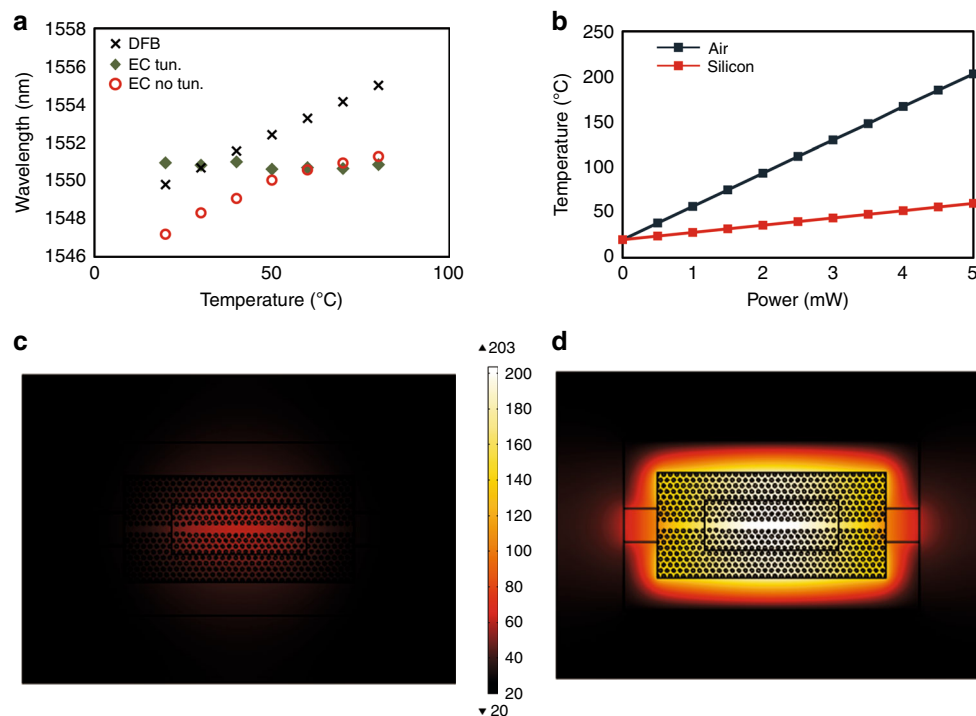 a
1558
1556
1554
1552
1551
1550
1548
1546
Wavelength (nm)
DFB
EC tun.
EC no tun.
0
50
100
Temperature (°C)
b
250
200
150
100
50
0
Temperature (°C)
Air
Silicon
0
1
2
3
4
5
Power (mW)
c
▲203
200
180
160
140
120
103
80
60
40
20
▼20
d